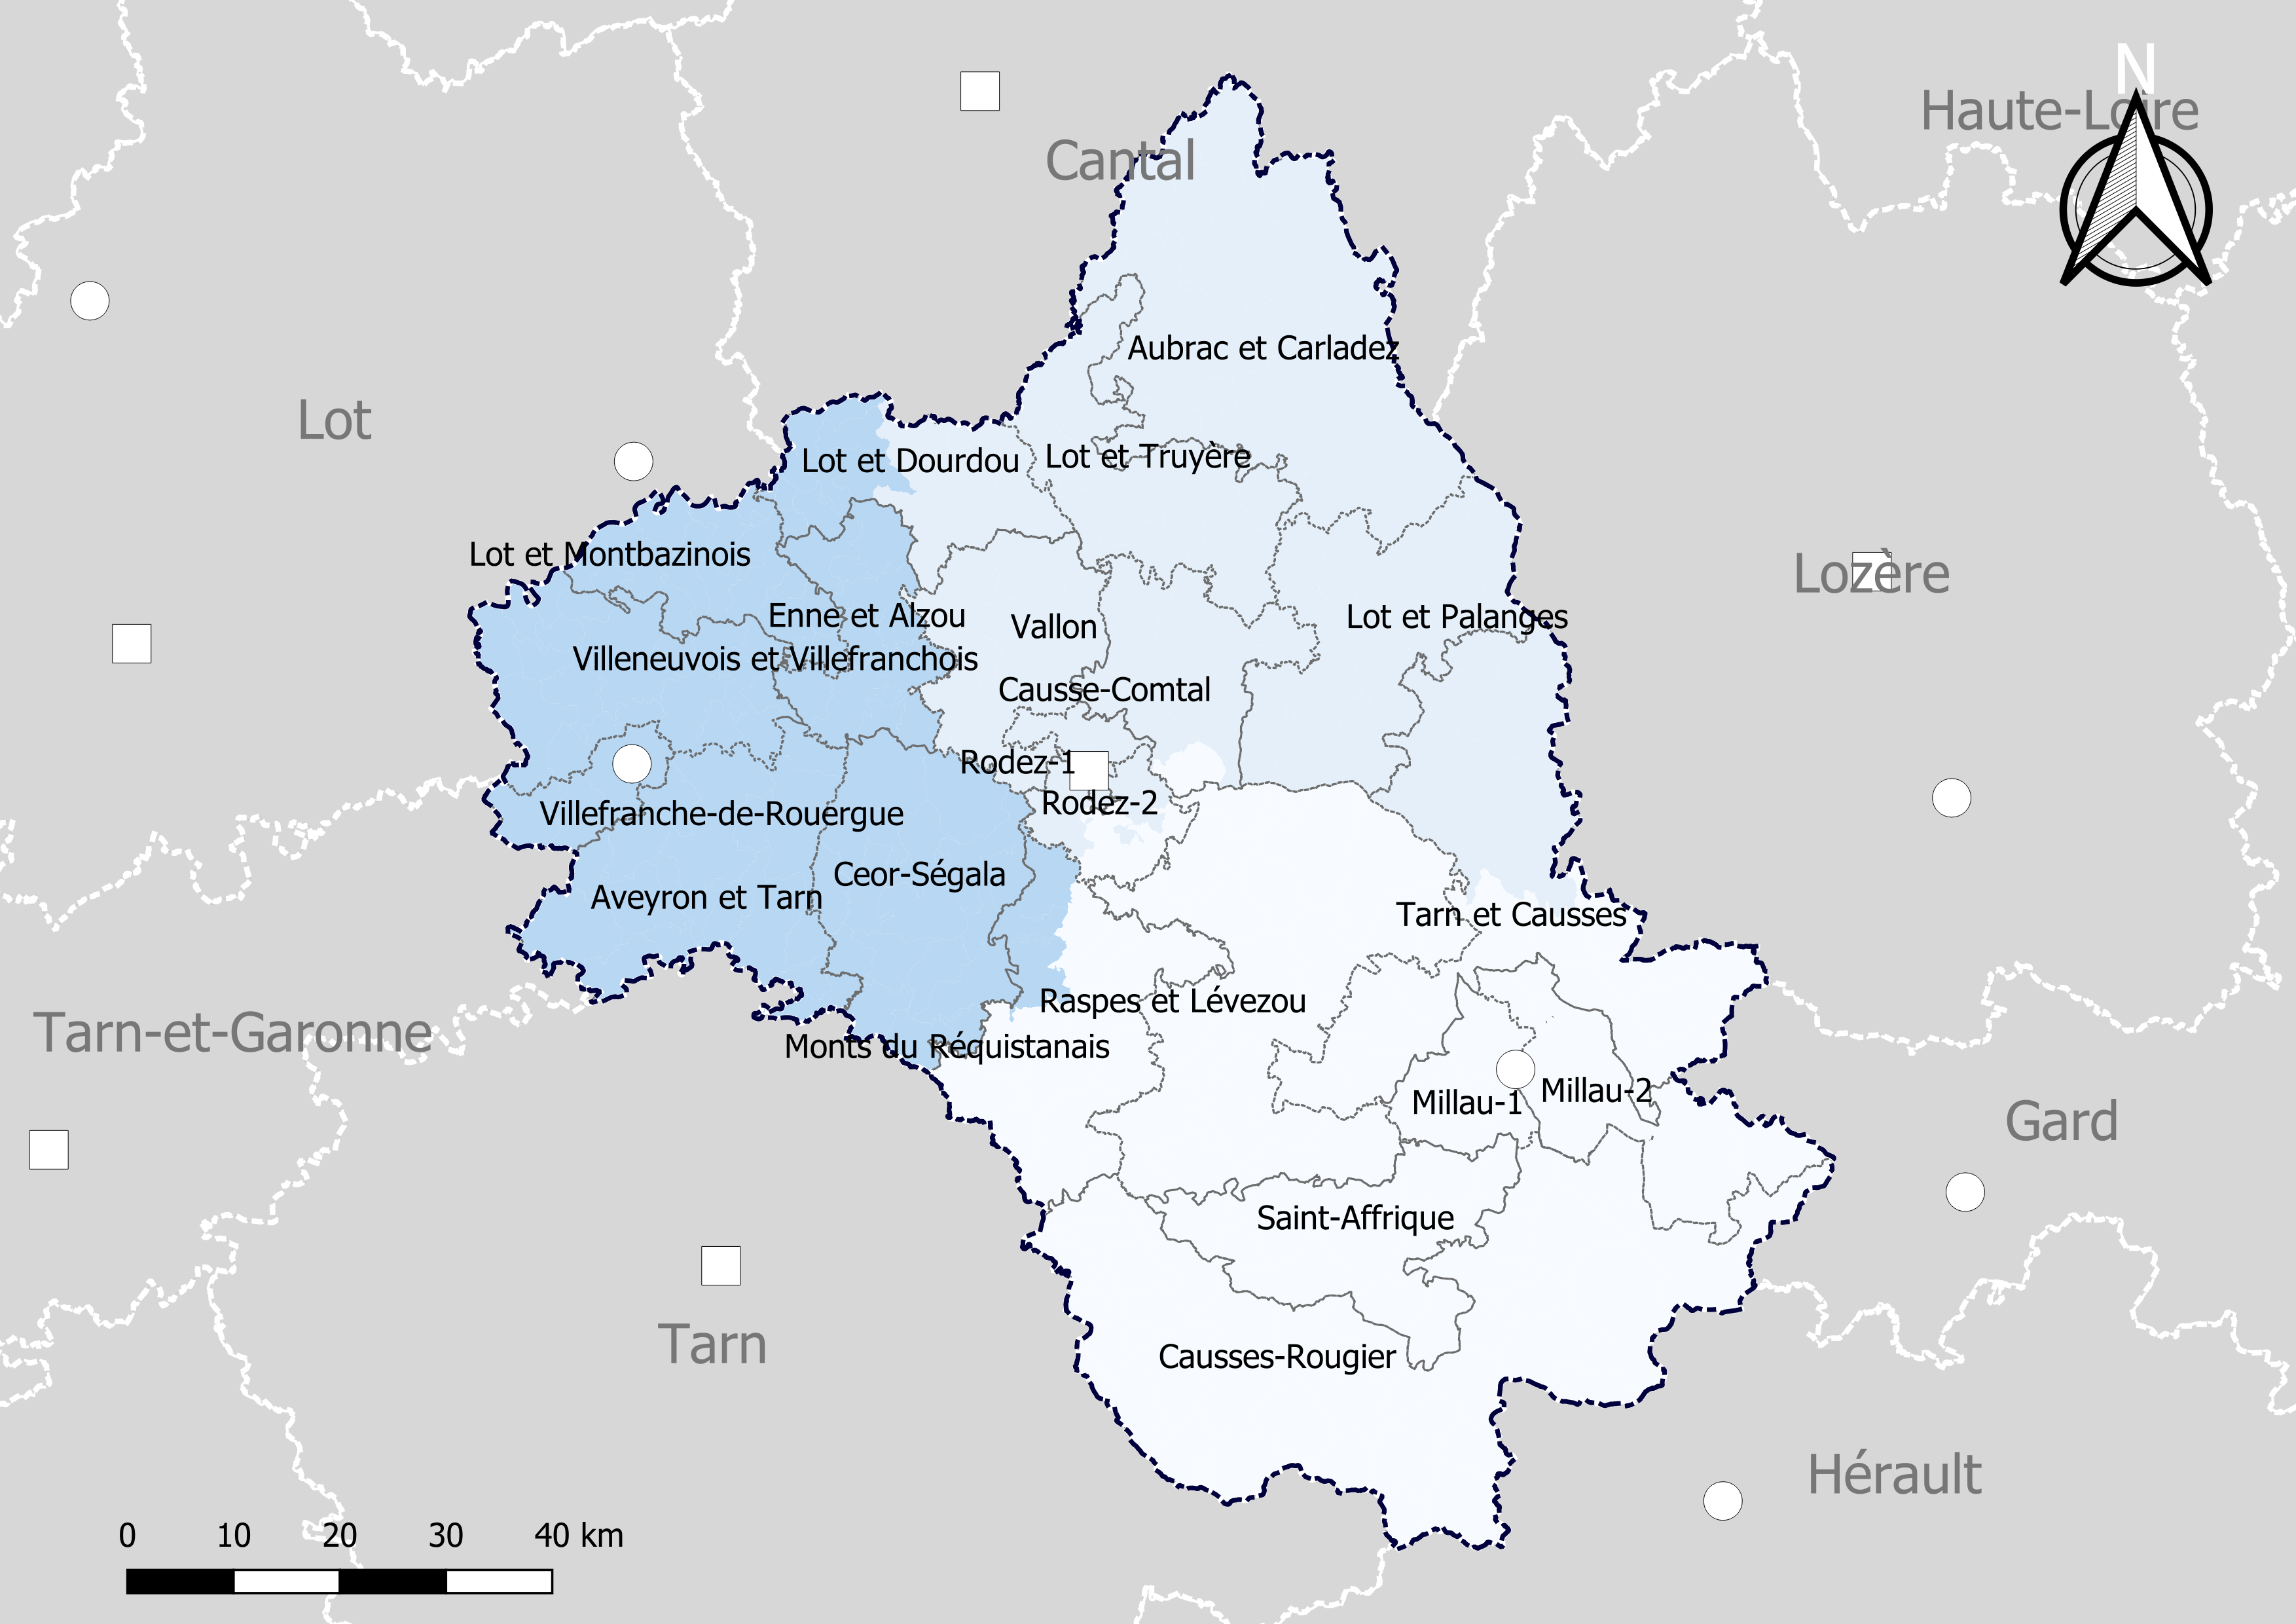 N
Haute-Loire
Cantal
Aubrac et Carladez
Lot
Lot et Dourdou
Lot et Truyère
Lot et Montbazinois
Lozère
Enne et Alzou
Vallon
Lot et Palanges
Villeneuvois et Villefranchois
Causse-Comtal
Rodez-1
Rodez-2
Villefranche-de-Rouergue
Ceor-Ségala
Aveyron et Tarn
Tarn et Causses
Raspes et Lévezou
Tarn-et-Garonne
Monts du Réquistanais
Millau-1
Millau-2
Gard
Saint-Affrique
Tarn
Causses-Rougier
Hérault
0 10 20 30 40 km